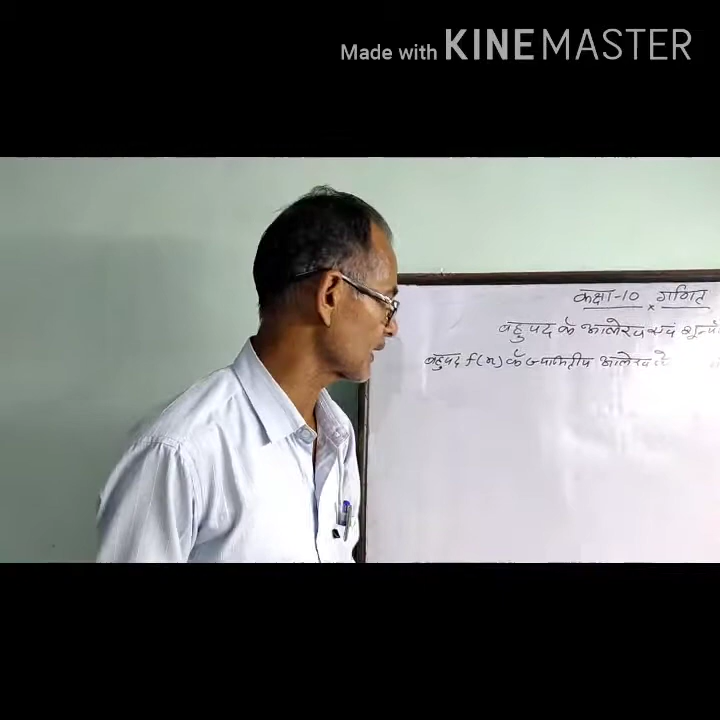 Made with KINEMASTER
कक्षा-10 गणित
x
बहुपद के आलेख एवं
बहुपद f(x) के ज्यामितीय आलेख के